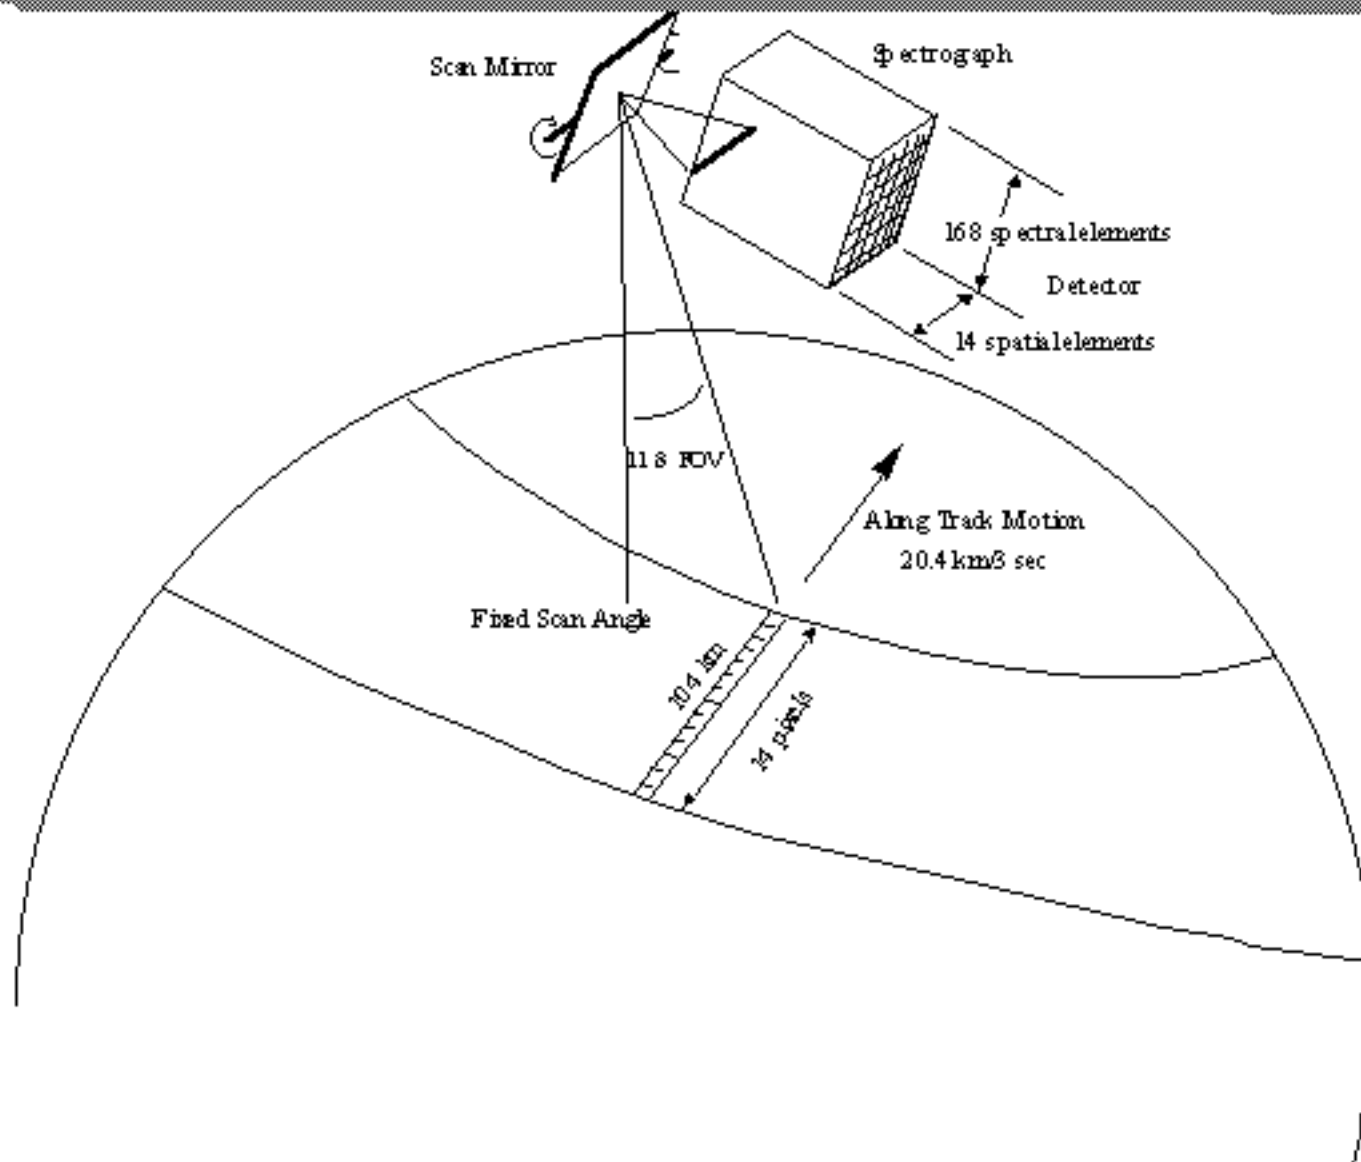 Scan Mirror
Spectrograph
168 spectral elements
Detector
14 spatial elements
11.8 FOV
Along Track Motion
20.4 km/3 sec
Fixed Scan Angle
104 km
14 pixels